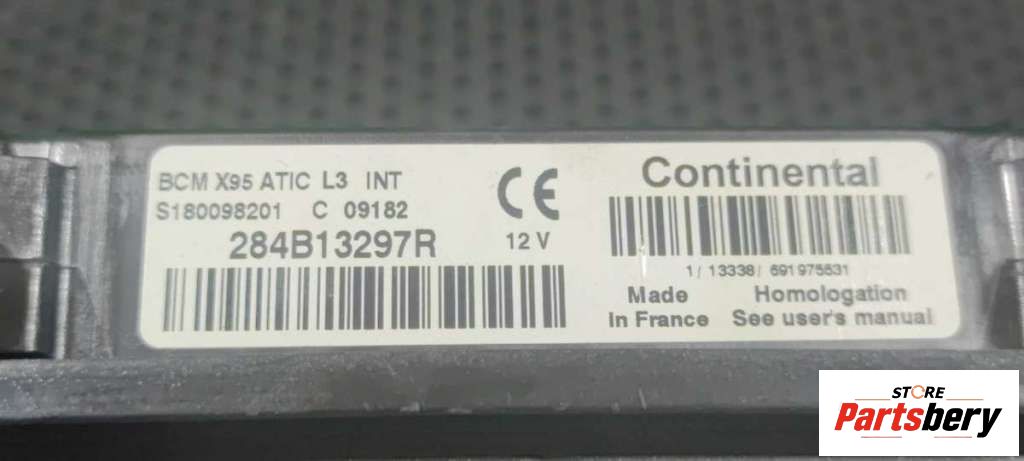 BCM X95 ATIC L3 INT
S180098201 C 09182
284B13297R
CE
12 V
Continental
1/ 13338/ 691975531
Made
In France
Homologation
See user's manual
STORE
Partsbery